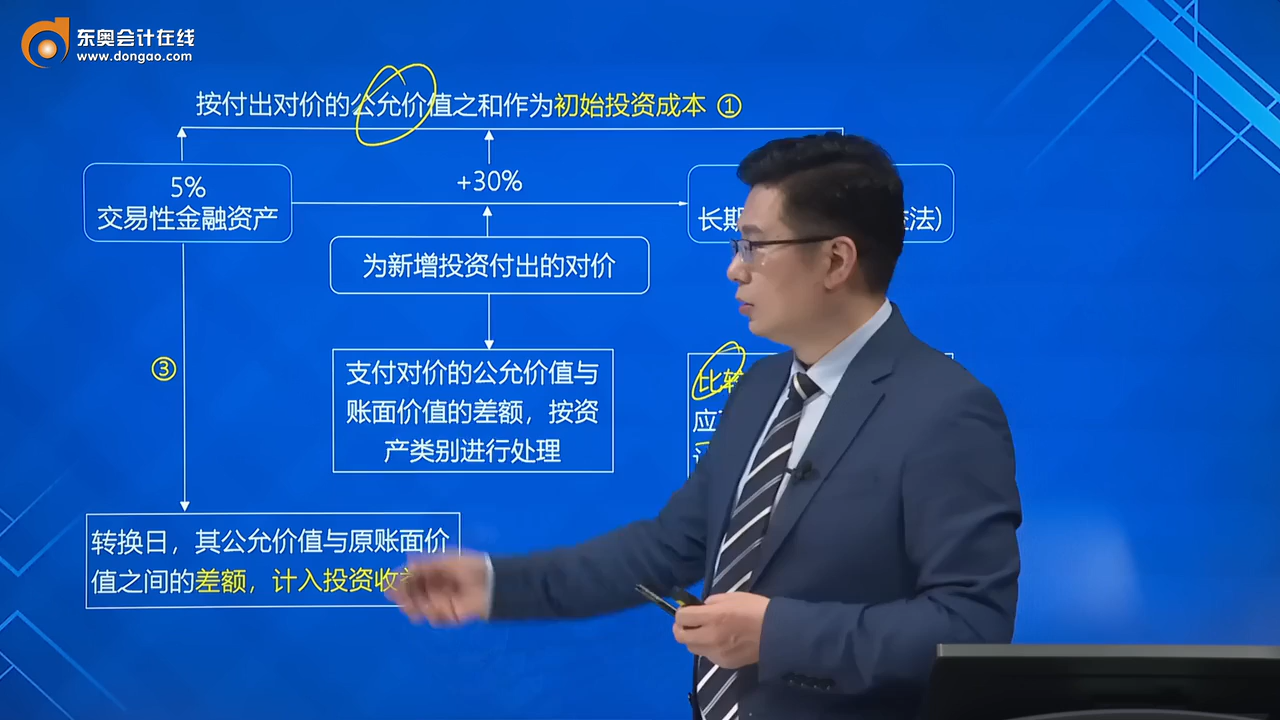 东奥会计在线
www.dongao.com
按付出对价的公允价值之和作为初始投资成本 ①
5%
交易性金融资产
+30%
长期
法）
为新增投资付出的对价
③
支付对价的公允价值与
账面价值的差额，按资
产类别进行处理
比较
应
转换日，其公允价值与原账面价
值之间的差额，计入投资收